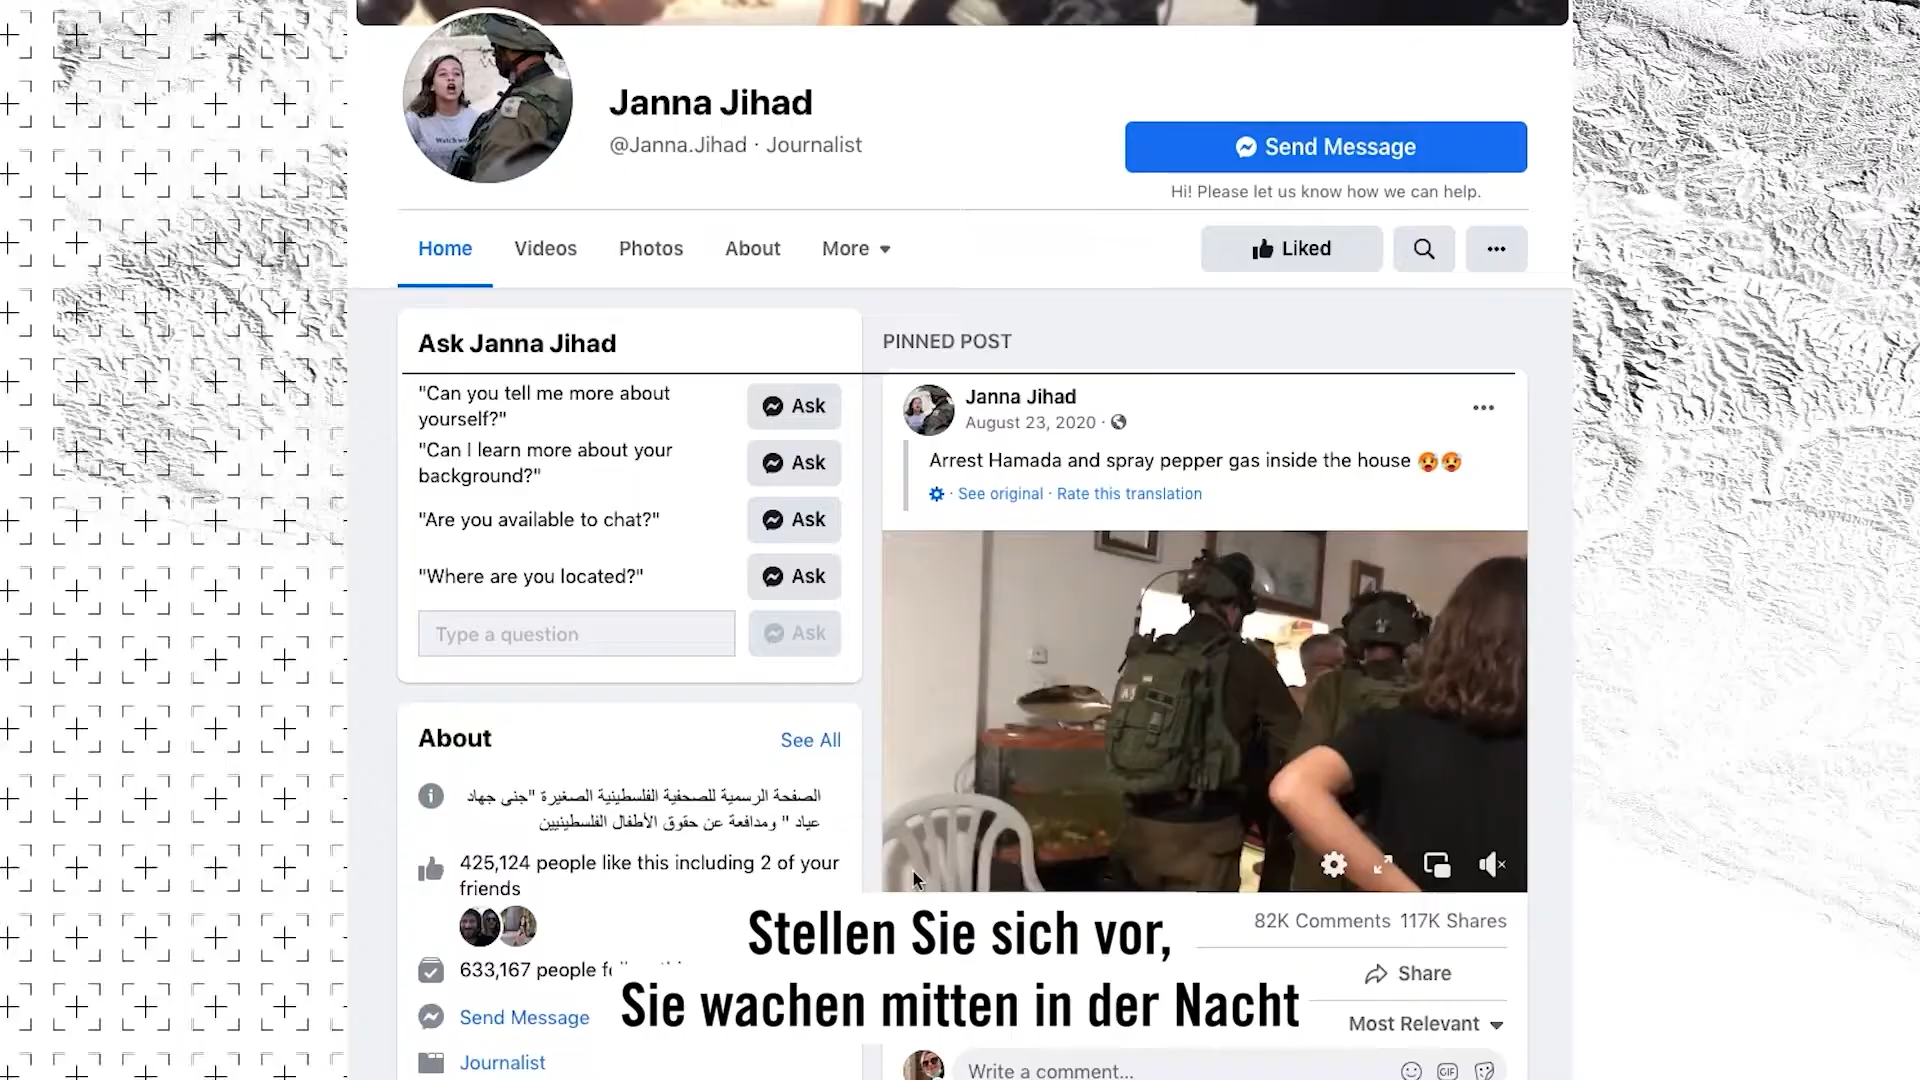 Janna Jihad
@Janna.Jihad · Journalist
Send Message
Hi! Please let us know how we can help.
Home
Videos
Photos
About
More
Liked
Ask Janna Jihad
"Can you tell me more about
yourself?"
Ask
"Can I learn more about your
background?"
Ask
"Are you available to chat?"
Ask
"Where are you located?"
Ask
Type a question
Ask
About
See All
الصفحة الرسمية للصحفية الفلسطينية الصغيرة "جنى جهاد
عياد " ومدافعة عن حقوق الأطفال الفلسطينيين
425,124 people like this including 2 of your
friends
633,167 people
Send Message
Journalist
PINNED POST
Janna Jihad
August 23, 2020 ·
Arrest Hamada and spray pepper gas inside the house 🥵🥵
· See original · Rate this translation
82K Comments 117K Shares
Share
Most Relevant
Write a comment...
GIF
Stellen Sie sich vor,
Sie wachen mitten in der Nacht